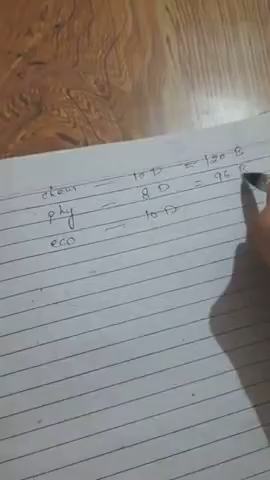 chem — 10 D = 120 B
phy — 8 D = 96 B
eco — 10 D